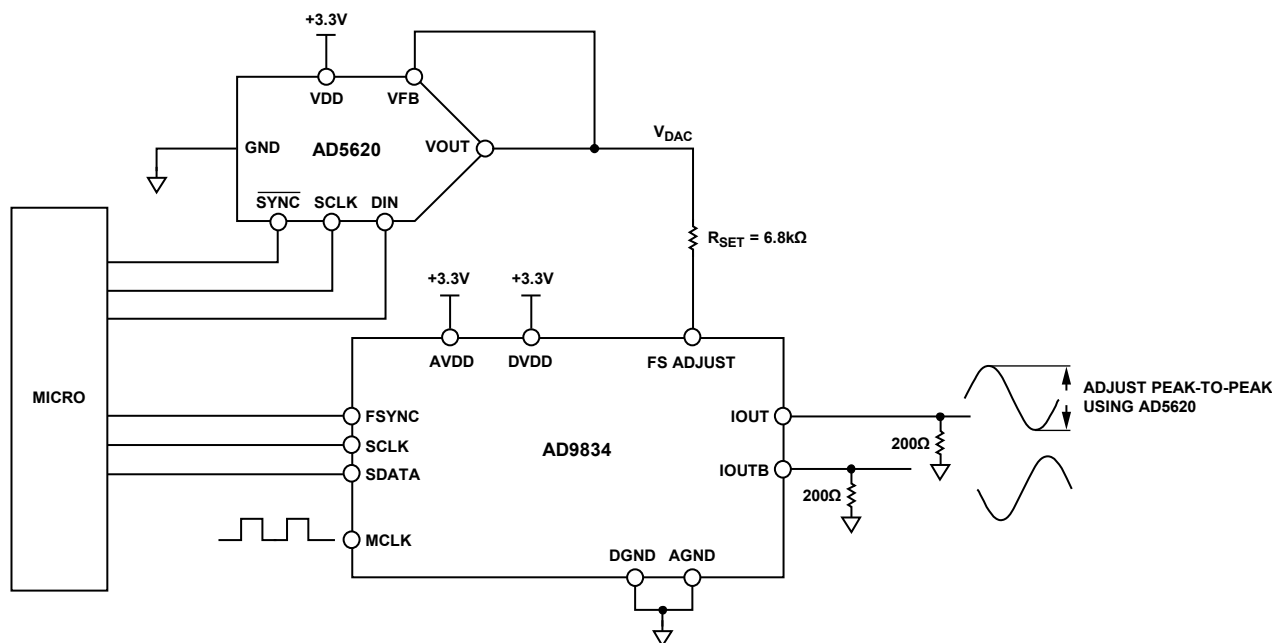 +3.3V
VDD
VFB
GND
AD5620
VOUT
V_DAC
SYNC
SCLK
DIN
R_SET = 6.8kΩ
+3.3V
+3.3V
AVDD
DVDD
FS ADJUST
MICRO
FSYNC
SCLK
SDATA
MCLK
AD9834
IOUT
IOUTB
200Ω
200Ω
ADJUST PEAK-TO-PEAK
USING AD5620
DGND
AGND